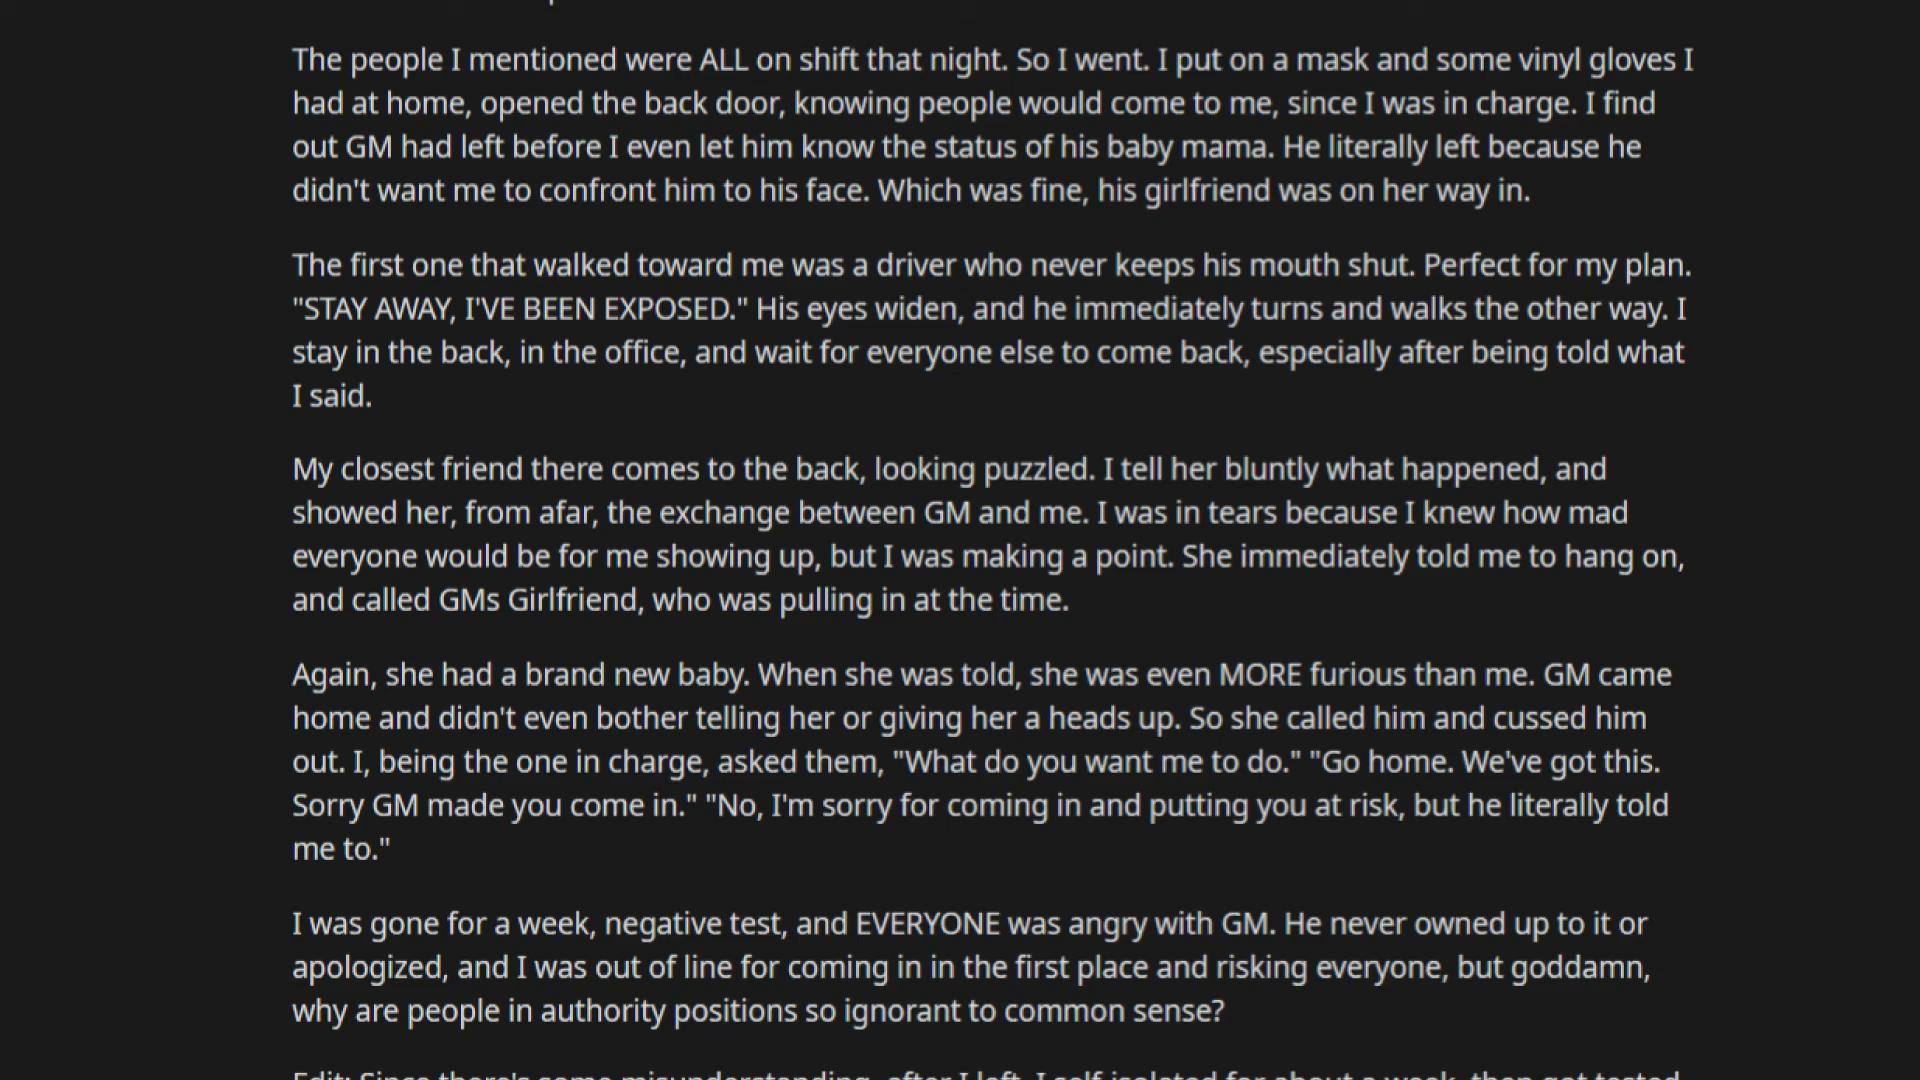 The people I mentioned were ALL on shift that night. So I went. I put on a mask and some vinyl gloves I
had at home, opened the back door, knowing people would come to me, since I was in charge. I find
out GM had left before I even let him know the status of his baby mama. He literally left because he
didn't want me to confront him to his face. Which was fine, his girlfriend was on her way in.
The first one that walked toward me was a driver who never keeps his mouth shut. Perfect for my plan.
"STAY AWAY, I'VE BEEN EXPOSED." His eyes widen, and he immediately turns and walks the other way. I
stay in the back, in the office, and wait for everyone else to come back, especially after being told what
I said.
My closest friend there comes to the back, looking puzzled. I tell her bluntly what happened, and
showed her, from afar, the exchange between GM and me. I was in tears because I knew how mad
everyone would be for me showing up, but I was making a point. She immediately told me to hang on,
and called GMs Girlfriend, who was pulling in at the time.
Again, she had a brand new baby. When she was told, she was even MORE furious than me. GM came
home and didn't even bother telling her or giving her a heads up. So she called him and cussed him
out. I, being the one in charge, asked them, "What do you want me to do." "Go home. We've got this.
Sorry GM made you come in." "No, I'm sorry for coming in and putting you at risk, but he literally told
me to."
I was gone for a week, negative test, and EVERYONE was angry with GM. He never owned up to it or
apologized, and I was out of line for coming in in the first place and risking everyone, but goddamn,
why are people in authority positions so ignorant to common sense?
Edit: Since there's some misunderstanding, after I left, I self-isolated for about a week, then got tested